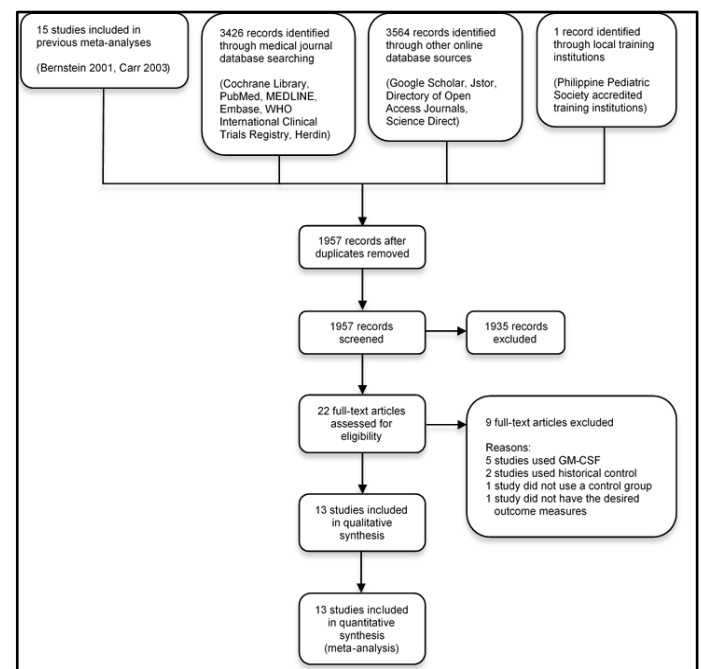 15 studies included in
previous meta-analyses
(Bernstein 2001, Carr 2003)
3426 records identified
through medical journal
database searching
(Cochrane Library,
PubMed, MEDLINE,
Embase, WHO
International Clinical
Trials Registry, Herdin)
3564 records identified
through other online
database sources
(Google Scholar, Jstor,
Directory of Open
Access Journals,
Science Direct)
1 record identified
through local training
institutions
(Philippine Pediatric
Society accredited
training institutions)
1957 records after
duplicates removed
1957 records
screened
1935 records
excluded
22 full-text articles
assessed for
eligibility
9 full-text articles excluded
Reasons:
5 studies used GM-CSF
2 studies used historical control
1 study did not use a control group
1 study did not have the desired
outcome measures
13 studies included
in qualitative
synthesis
13 studies included
in quantitative
synthesis
(meta-analysis)